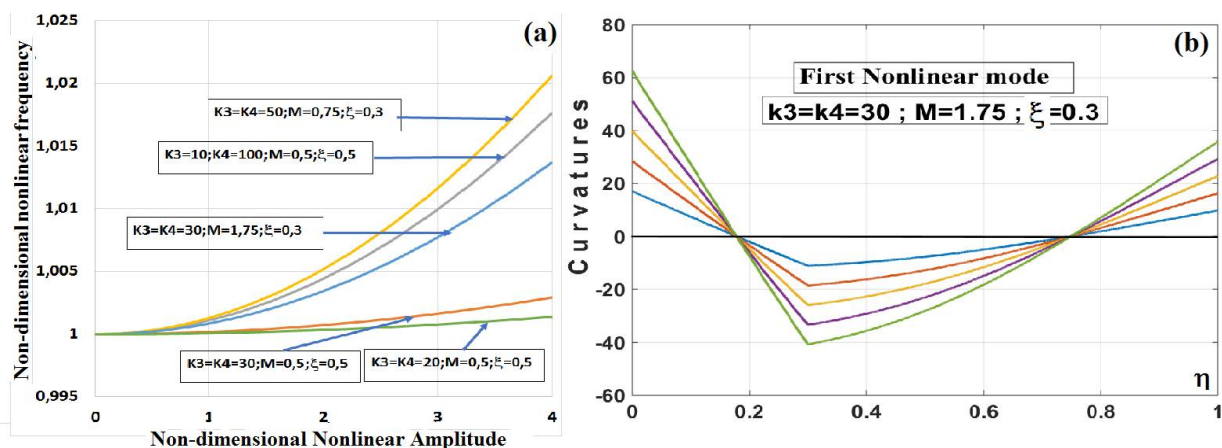 (a)
Non-dimensional nonlinear frequency
1,025
1,02
1,015
1,01
1,005
1
0,995
K3=K4=50;M=0,75;ξ=0,3
K3=10;K4=100;M=0,5;ξ=0,5
K3=K4=30;M=1,75;ξ=0,3
K3=K4=30;M=0,5;ξ=0,5
K3=K4=20;M=0,5;ξ=0,5
0 1 2 3 4
Non-dimensional Nonlinear Amplitude
(b)
Curvatures
80
60
40
20
0
-20
-40
-60
First Nonlinear mode
k3=k4=30 ; M=1.75 ; ξ =0.3
η
0 0.2 0.4 0.6 0.8 1